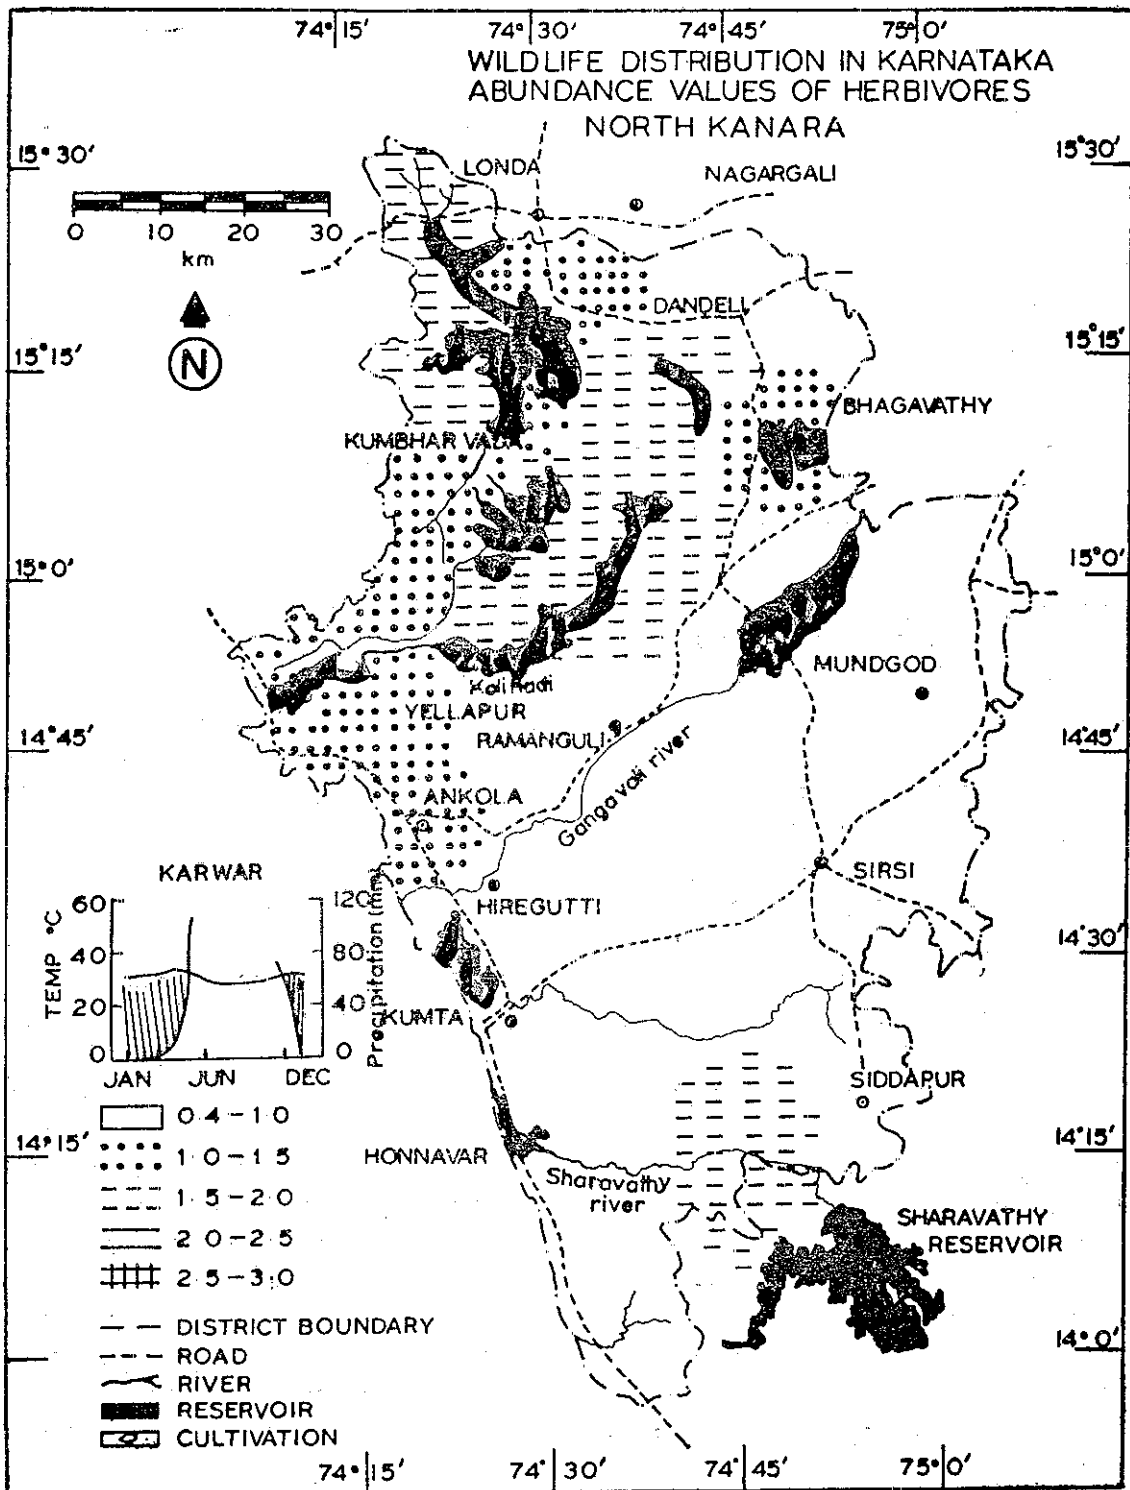 74°15′ 74°30′ 74°45′ 75°0′
WILDLIFE DISTRIBUTION IN KARNATAKA
ABUNDANCE VALUES OF HERBIVORES
NORTH KANARA
15°30′ 15°30′
LONDA
NAGARGALI
0 10 20 30
km
DANDELI
N
15°15′ 15°15′
BHAGAVATHY
KUMBHAR VADA
15°0′ 15°0′
MUNDGOD
Kali nadi
YELLAPUR
RAMANGULI
14°45′ 14°45′
Gangavali river
ANKOLA
KARWAR
SIRSI
HIREGUTTI
TEMP °C
60
40
20
0
Precipitation (mm)
120
80
40
0
JAN JUN DEC
14°30′
KUMTA
SIDDAPUR
0.4-1.0
14°15′ 14°15′
1.0-1.5
HONNAVAR
Sharavathy
river
1.5-2.0
SHARAVATHY
RESERVOIR
2.0-2.5
2.5-3.0
DISTRICT BOUNDARY
ROAD
14°0′
RIVER
RESERVOIR
CULTIVATION
74°15′ 74°30′ 74°45′ 75°0′